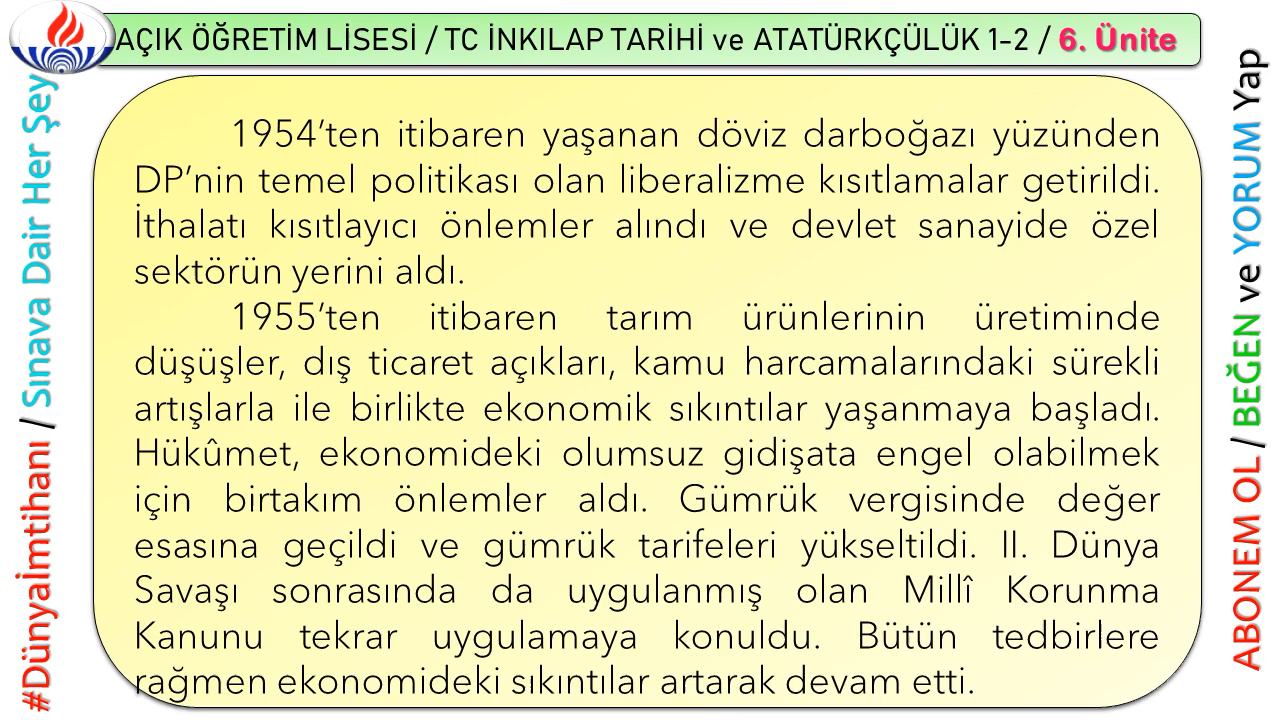 AÇIK ÖĞRETİM LİSESİ / TC İNKILAP TARİHİ ve ATATÜRKÇÜLÜK 1-2 / 6. Ünite
#Dünyaİmtihanı / Sınava Dair Her Şey
1954’ten itibaren yaşanan döviz darboğazı yüzünden
DP’nin temel politikası olan liberalizme kısıtlamalar getirildi.
İthalatı kısıtlayıcı önlemler alındı ve devlet sanayide özel
sektörün yerini aldı.
1955’ten itibaren tarım ürünlerinin üretiminde
düşüşler, dış ticaret açıkları, kamu harcamalarındaki sürekli
artışlarla ile birlikte ekonomik sıkıntılar yaşanmaya başladı.
Hükûmet, ekonomideki olumsuz gidişata engel olabilmek
için birtakım önlemler aldı. Gümrük vergisinde değer
esasına geçildi ve gümrük tarifeleri yükseltildi. II. Dünya
Savaşı sonrasında da uygulanmış olan Millî Korunma
Kanunu tekrar uygulamaya konuldu. Bütün tedbirlere
rağmen ekonomideki sıkıntılar artarak devam etti.
ABONEM OL / BEĞEN ve YORUM Yap